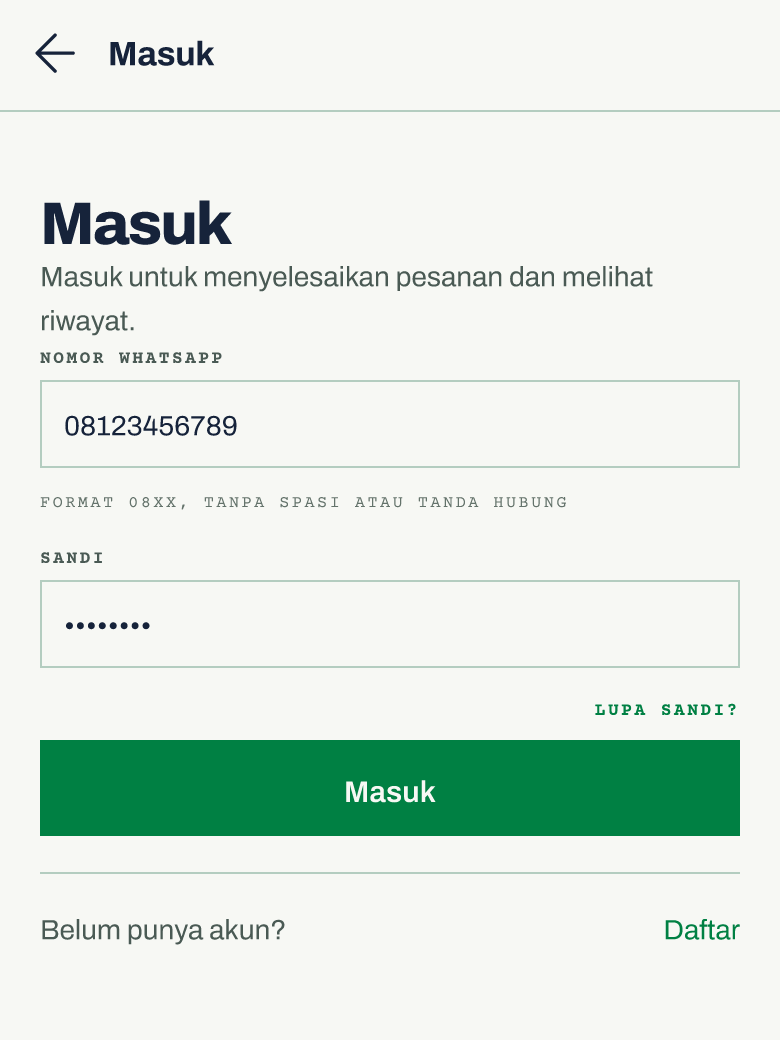 Masuk
Masuk
Masuk untuk menyelesaikan pesanan dan melihat
riwayat.
NOMOR WHATSAPP
08123456789
FORMAT 08XX, TANPA SPASI ATAU TANDA HUBUNG
SANDI
••••••••
LUPA SANDI?
Masuk
Belum punya akun? Daftar